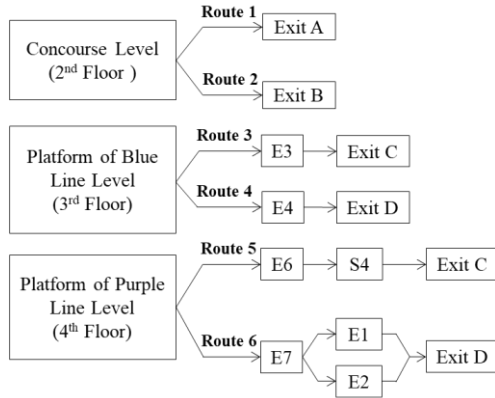 Route 1
Exit A
Concourse Level
(2nd Floor )
Route 2
Exit B
Route 3
E3
Exit C
Platform of Blue
Line Level
(3rd Floor)
Route 4
E4
Exit D
Route 5
E6
S4
Exit C
Platform of Purple
Line Level
(4th Floor)
Route 6
E7
E1
E2
Exit D